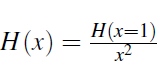 H(x) = H(x=1) / x²